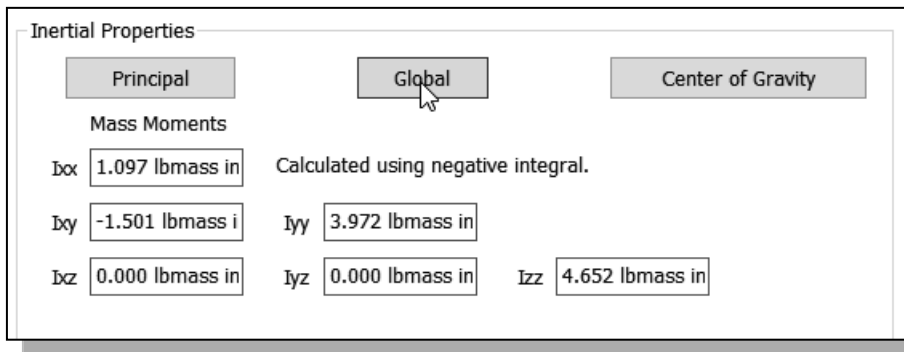 Inertial Properties
Principal Global Center of Gravity
Mass Moments
Ixx 1.097 lbmass in Calculated using negative integral.
Ixy -1.501 lbmass i Iyy 3.972 lbmass in
Ixz 0.000 lbmass in Iyz 0.000 lbmass in Izz 4.652 lbmass in